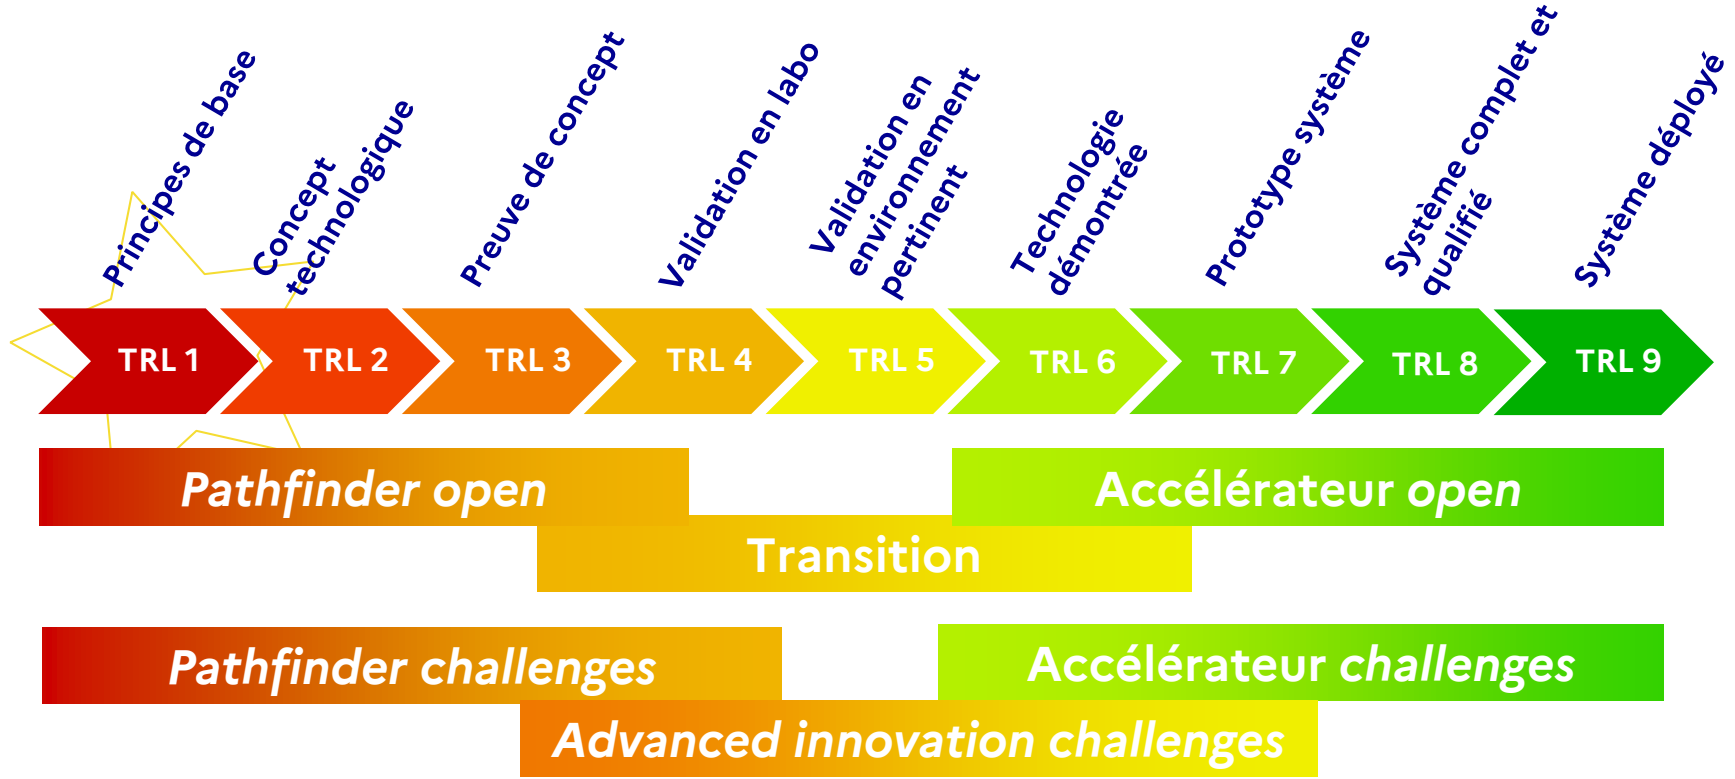 Principes de base
Concept
technologique
Preuve de concept
Validation en labo
Validation en
environnement
pertinent
Technologie
démontrée
Prototype système
Système complet et
qualifié
Système déployé
TRL 1
TRL 2
TRL 3
TRL 4
TRL 5
TRL 6
TRL 7
TRL 8
TRL 9
Pathfinder open
Accélérateur open
Transition
Pathfinder challenges
Accélérateur challenges
Advanced innovation challenges